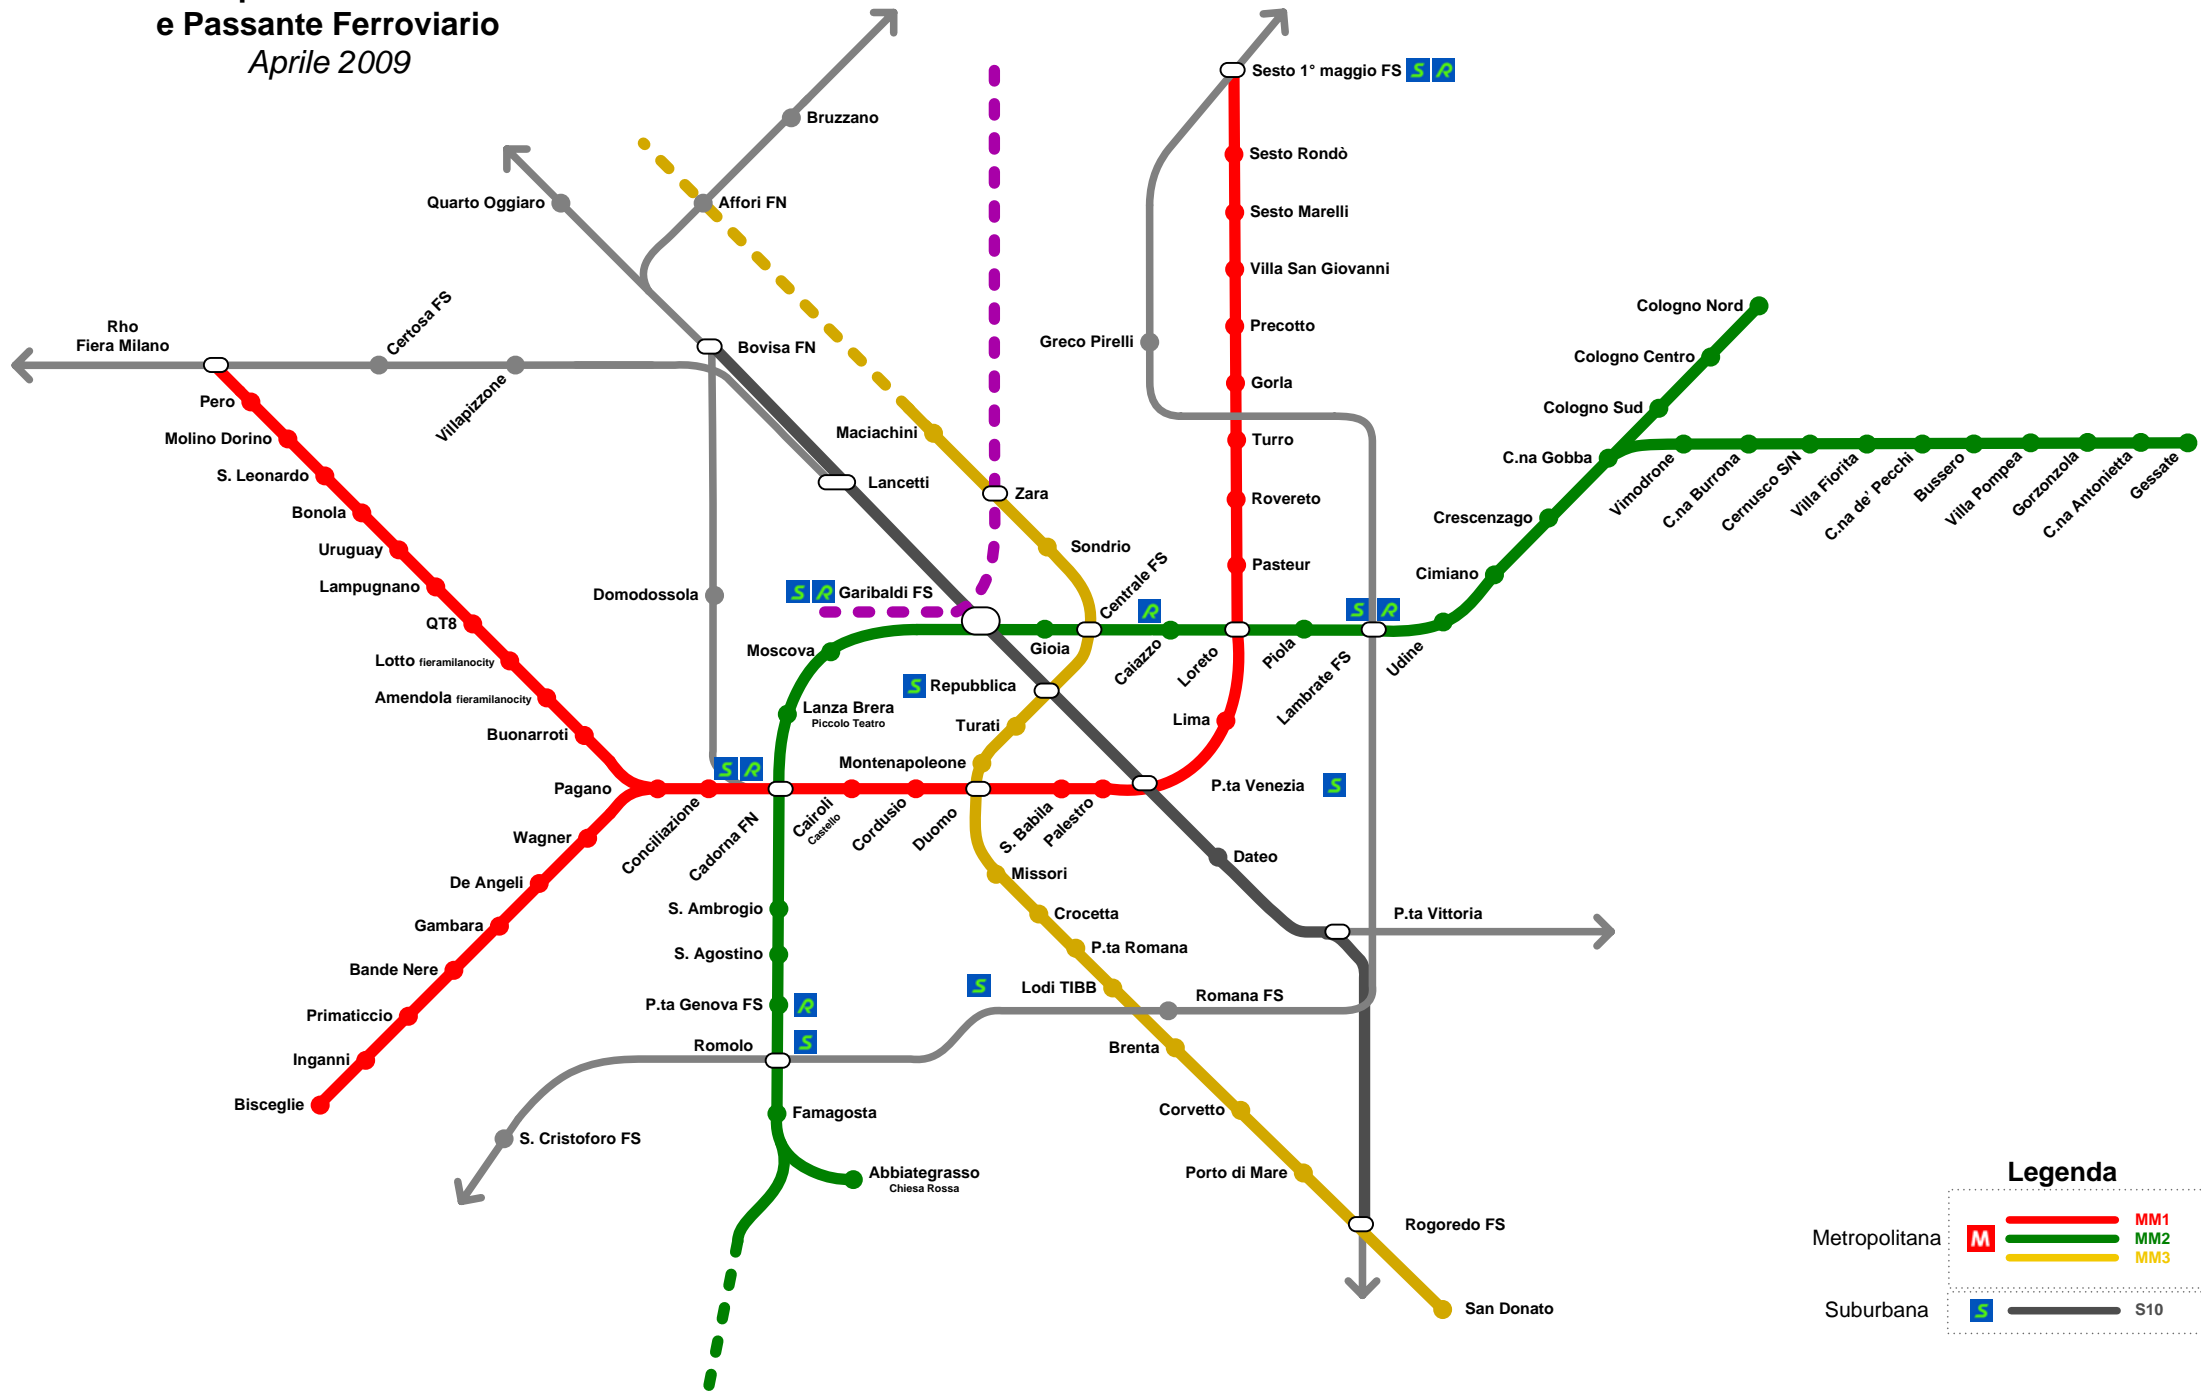 e Passante Ferroviario
Aprile 2009
Sesto 1° maggio FS S R
Bruzzano
Sesto Rondò
Quarto Oggiaro
Affori FN
Sesto Marelli
Villa San Giovanni
Cologno Nord
Certosa FS
Rho
Fiera Milano
Precotto
Greco Pirelli
Bovisa FN
Cologno Centro
Gorla
Pero
Villapizzone
Cologno Sud
Maciachini
Molino Dorino
Turro
C.na Gobba
Vimodrone
C.na Burrona
Cernusco S/N
Villa Fiorita
C.na de' Pecchi
Bussero
Villa Pompea
Gorzonzola
C.na Antonietta
Gessate
S. Leonardo
Lancetti
Zara
Rovereto
Bonola
Crescenzago
Uruguay
Sondrio
Centrale FS
Pasteur
Cimiano
Lampugnano
Domodossola
S R Garibaldi FS
R
S R
QT8
Moscova
Gioia
Caiazzo
Loreto
Piola
Lambrate FS
Udine
Lotto fieramilanocity
S Repubblica
Amendola fieramilanocity
Lanza Brera
Piccolo Teatro
Turati
Lima
Buonarroti
Montenapoleone
S R
Pagano
P.ta Venezia S
Conciliazione
Cadorna FN
Cairoli
Castello
Cordusio
Duomo
S. Babila
Palestro
Wagner
Dateo
Missori
De Angeli
S. Ambrogio
Crocetta
P.ta Vittoria
Gambara
S. Agostino
P.ta Romana
Bande Nere
S
Lodi TIBB
Romana FS
P.ta Genova FS R
Primaticcio
Romolo S
Brenta
Inganni
Bisceglie
Famagosta
Corvetto
S. Cristoforo FS
Abbiategrasso
Chiesa Rossa
Porto di Mare
Rogoredo FS
San Donato
Legenda
Metropolitana M
MM1
MM2
MM3
Suburbana S S10